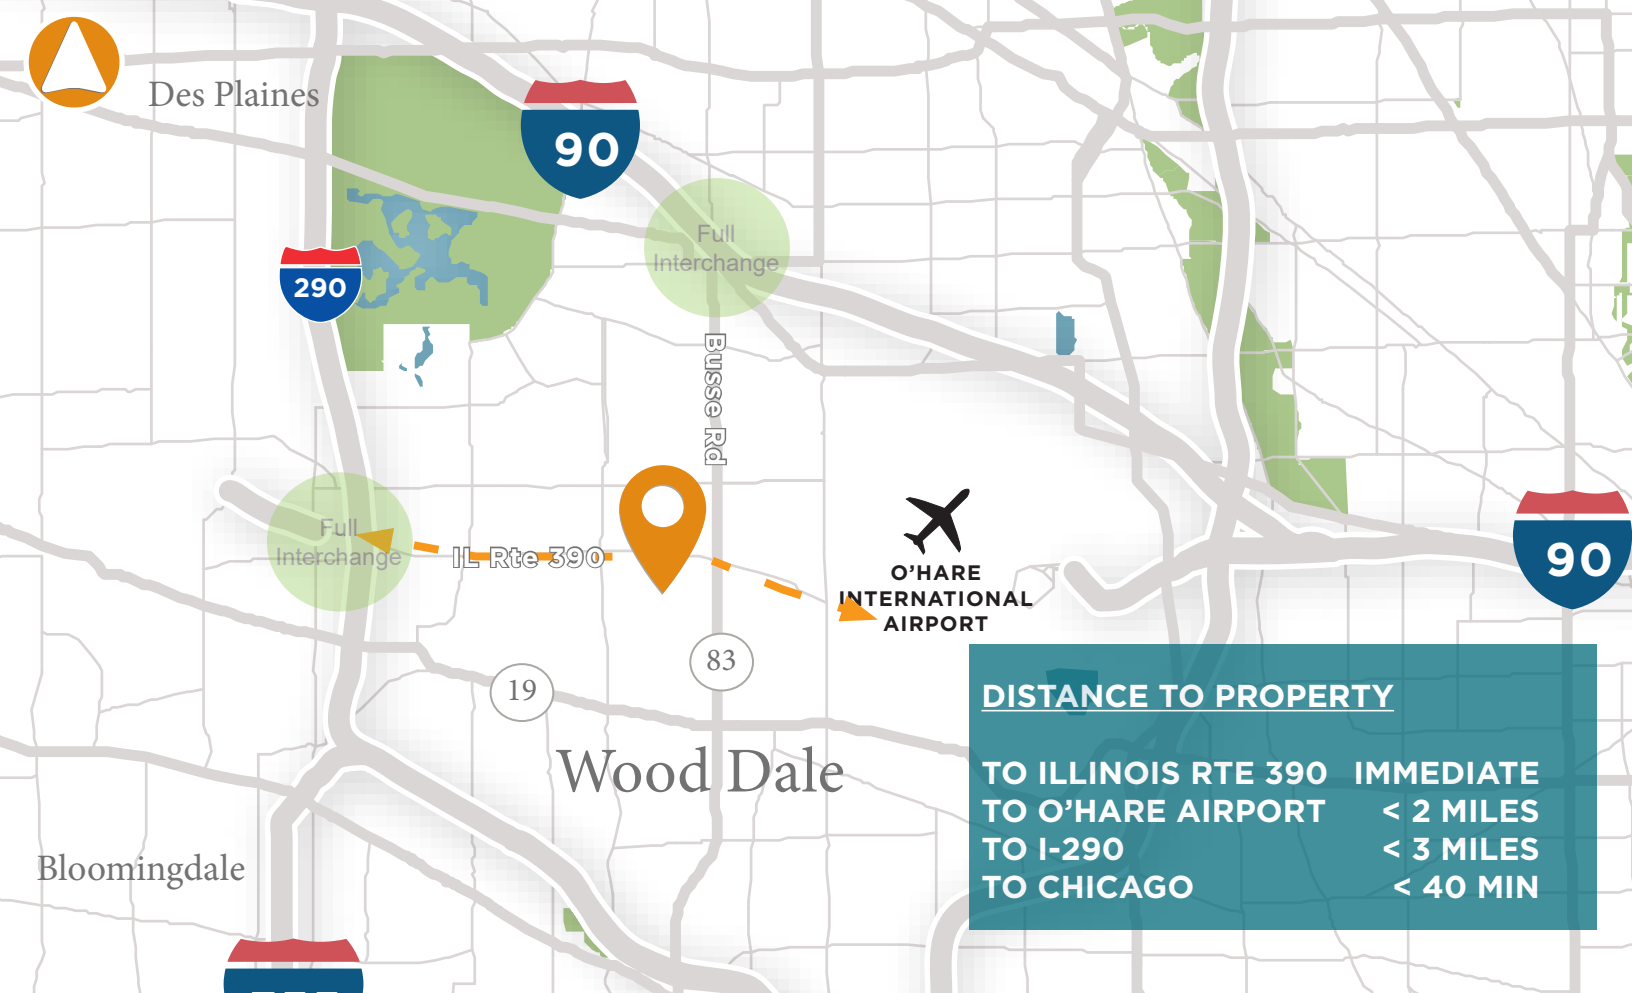 Des Plaines
90
Full
Interchange
290
Busse Rd
Full
Interchange
IL Rte 390
O'HARE
INTERNATIONAL
AIRPORT
90
83
19
Wood Dale
Bloomingdale
DISTANCE TO PROPERTY
TO ILLINOIS RTE 390 IMMEDIATE
TO O'HARE AIRPORT < 2 MILES
TO I-290 < 3 MILES
TO CHICAGO < 40 MIN